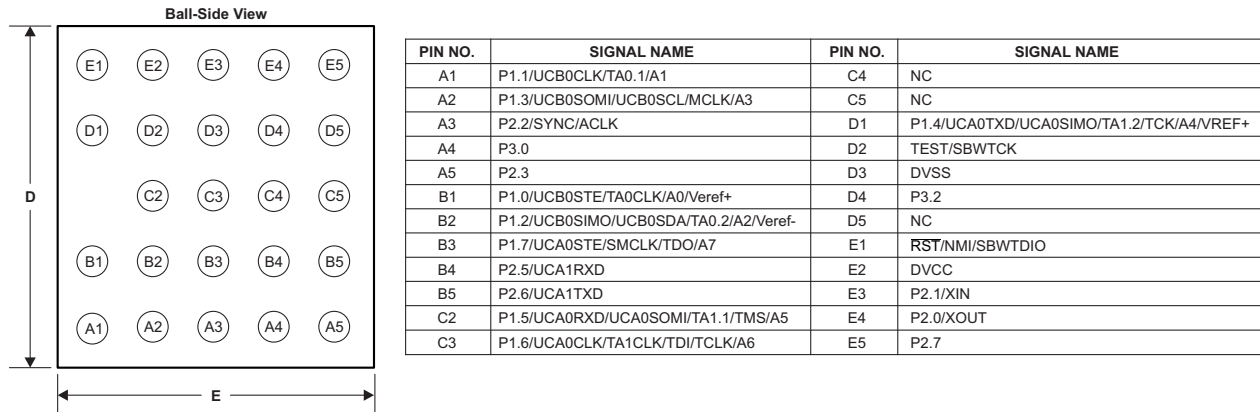 Ball-Side View
E1 E2 E3 E4 E5
D1 D2 D3 D4 D5
D
C2 C3 C4 C5
B1 B2 B3 B4 B5
A1 A2 A3 A4 A5
E
PIN NO. SIGNAL NAME PIN NO. SIGNAL NAME
A1 P1.1/UCB0CLK/TA0.1/A1 C4 NC
A2 P1.3/UCB0SOMI/UCB0SCL/MCLK/A3 C5 NC
A3 P2.2/SYNC/ACLK D1 P1.4/UCA0TXD/UCA0SIMO/TA1.2/TCK/A4/VREF+
A4 P3.0 D2 TEST/SBWTCK
A5 P2.3 D3 DVSS
B1 P1.0/UCB0STE/TA0CLK/A0/Veref+ D4 P3.2
B2 P1.2/UCB0SIMO/UCB0SDA/TA0.2/A2/Veref- D5 NC
B3 P1.7/UCA0STE/SMCLK/TDO/A7 E1 RST/NMI/SBWTDIO
B4 P2.5/UCA1RXD E2 DVCC
B5 P2.6/UCA1TXD E3 P2.1/XIN
C2 P1.5/UCA0RXD/UCA0SOMI/TA1.1/TMS/A5 E4 P2.0/XOUT
C3 P1.6/UCA0CLK/TA1CLK/TDI/TCLK/A6 E5 P2.7